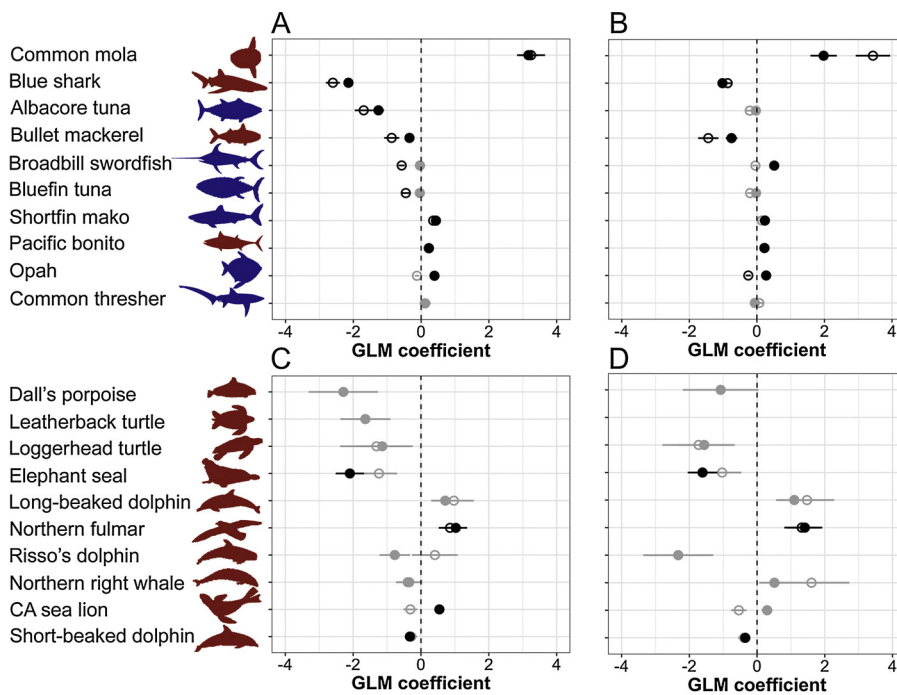 A
B
Common mola
Blue shark
Albacore tuna
Bullet mackerel
Broadbill swordfish
Bluefin tuna
Shortfin mako
Pacific bonito
Opah
Common thresher
-4 -2 0 2 4
-4 -2 0 2 4
GLM coefficient
GLM coefficient
C
D
Dall's porpoise
Leatherback turtle
Loggerhead turtle
Elephant seal
Long-beaked dolphin
Northern fulmar
Risso's dolphin
Northern right whale
CA sea lion
Short-beaked dolphin
-4 -2 0 2 4
-4 -2 0 2 4
GLM coefficient
GLM coefficient